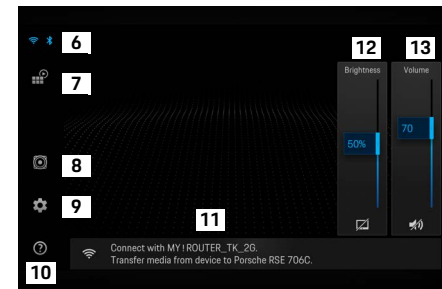 6
12
13
Brightness
Volume
7
70
50%
8
9
11
Connect with MY!ROUTER_TK_2G.
Transfer media from device to Porsche RSE 706C.
10